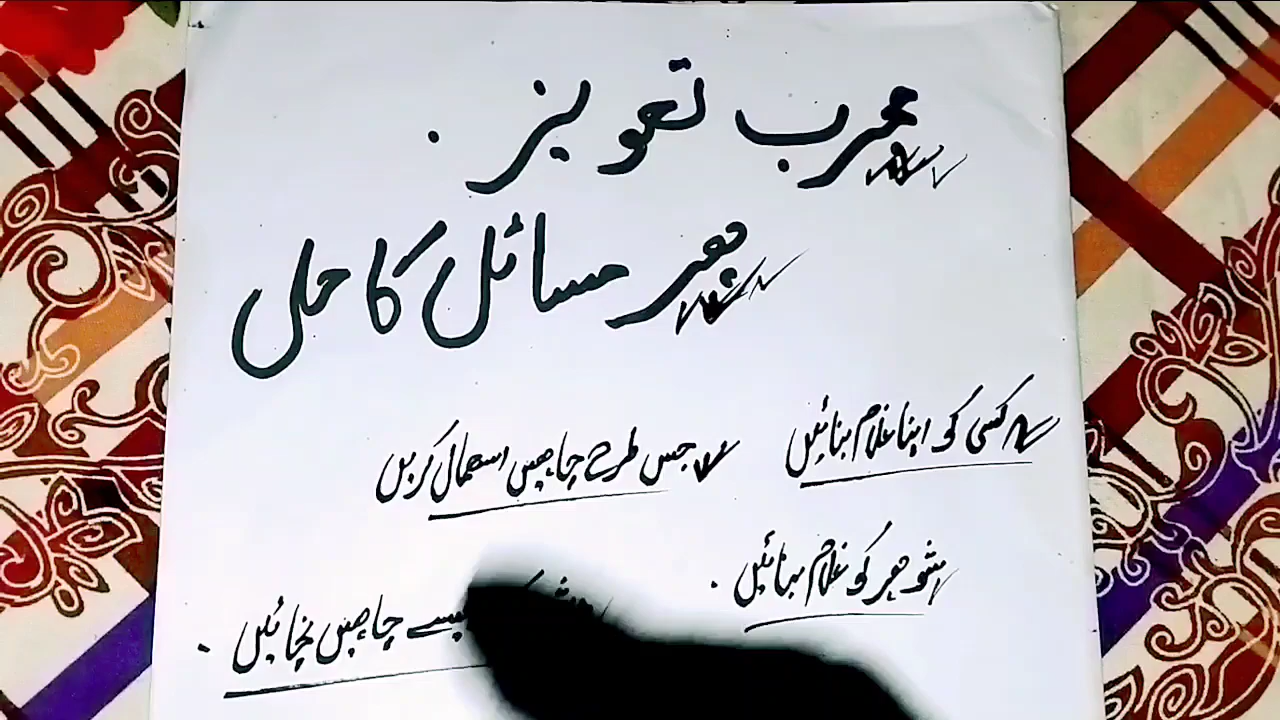 مجرب تعویز
ہر مسائل کا حل
کسی کو اپنا غلام بنائیں
جس طرح چاہیں استعمال کریں
شوہر کو غلام بنائیں
جیسے چاہیں نچائیں